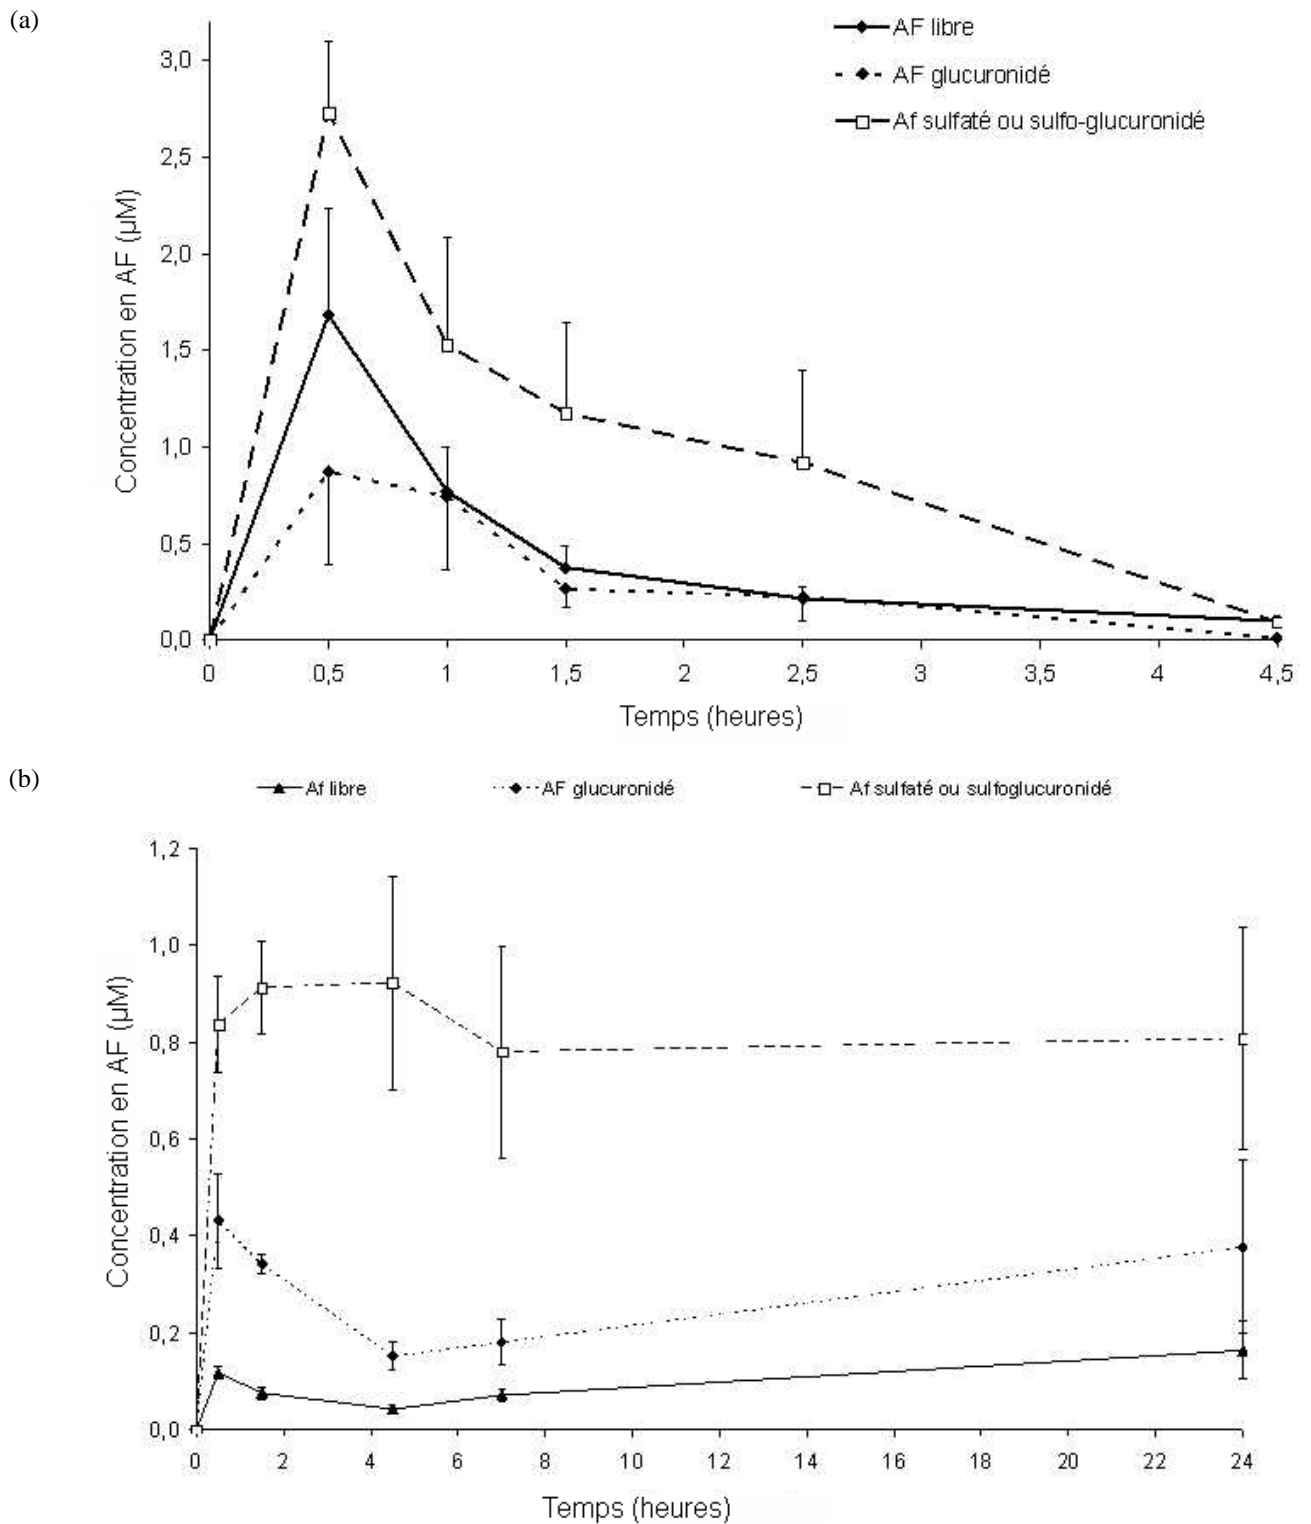 (a)
AF libre
AF glucuronidé
Af sulfaté ou sulfo-glucuronidé
Concentration en AF (µM)
3,0
2,5
2,0
1,5
1,0
0,5
0,0
0 0,5 1 1,5 2 2,5 3 3,5 4 4,5
Temps (heures)
(b)
Af libre AF glucuronidé Af sulfaté ou sulfoglucuronidé
Concentration en AF (µM)
1,2
1,0
0,8
0,6
0,4
0,2
0,0
0 2 4 6 8 10 12 14 16 18 20 22 24
Temps (heures)